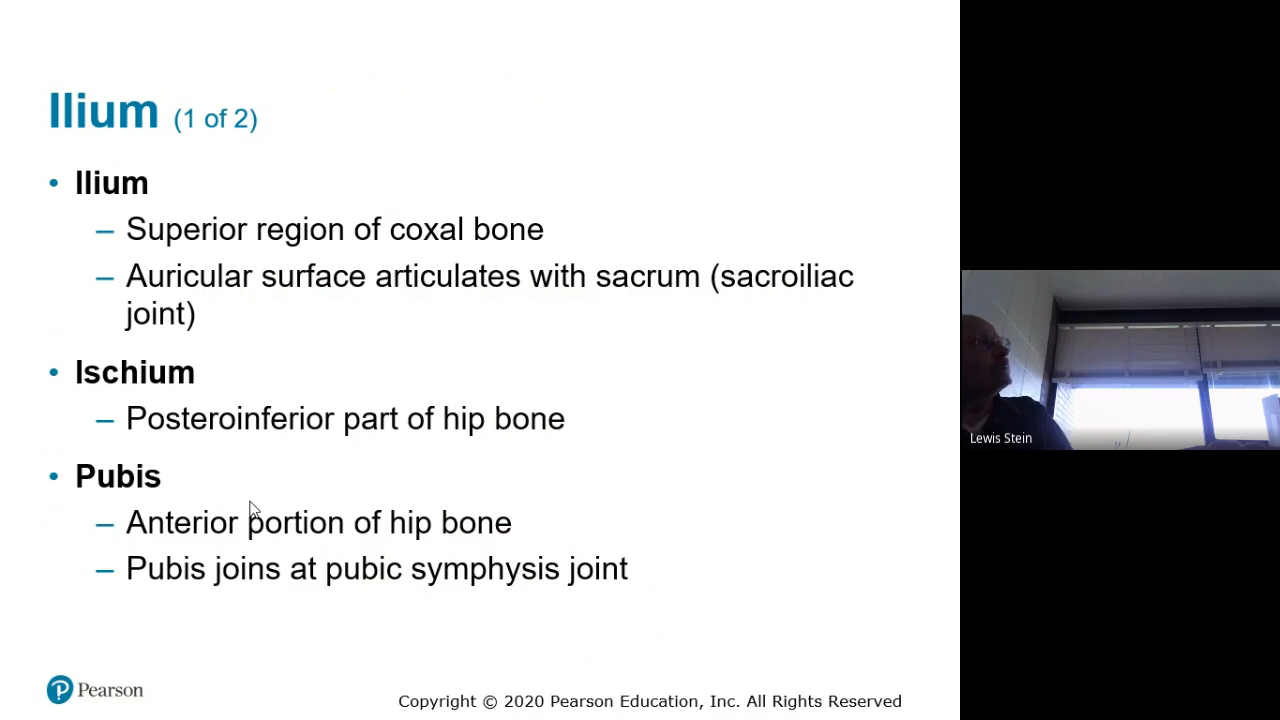 Ilium (1 of 2)
• Ilium
– Superior region of coxal bone
– Auricular surface articulates with sacrum (sacroiliac
joint)
• Ischium
– Posteroinferior part of hip bone
• Pubis
– Anterior portion of hip bone
– Pubis joins at pubic symphysis joint
Lewis Stein
Pearson
Copyright © 2020 Pearson Education, Inc. All Rights Reserved